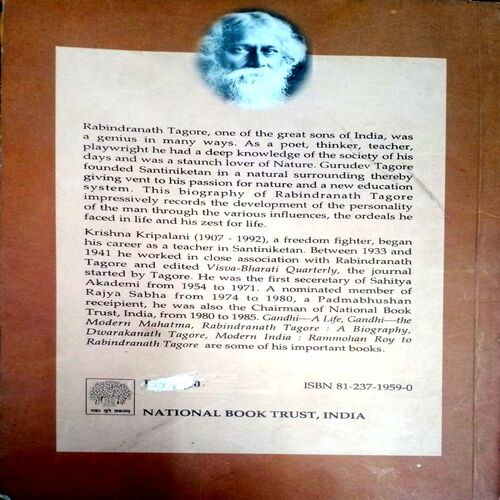 Rabindranath Tagore, one of the great sons of India, was
a genius in many ways. As a poet, thinker, teacher,
playwright he had a deep knowledge of the society of his
days and was a staunch lover of Nature. Gurudev Tagore
founded Santiniketan in a natural surrounding thereby
giving vent to his passion for nature and a new education
system. This biography of Rabindranath Tagore
impressively records the development of the personality
of the man through the various influences, the ordeals he
faced in life and his zest for life.
Krishna Kripalani (1907 - 1992), a freedom fighter, began
his career as a teacher in Santiniketan. Between 1933 and
1941 he worked in close association with Rabindranath
Tagore and edited Viswa-Bharati Quarterly, the journal
started by Tagore. He was the first secretary of Sahitya
Akademi from 1954 to 1971. A nominated member of
Rajya Sabha from 1974 to 1980, a Padmabhushan
receipient, he was also the Chairman of National Book
Trust, India, from 1980 to 1985. Gandhi—A Life, Gandhi—the
Modern Mahatma, Rabindranath Tagore : A Biography,
Dwarakanath Tagore, Modern India : Rammohan Roy to
Rabindranath Tagore are some of his important books.
ISBN 81-237-1959-0
एकः सूते सकलम्
NATIONAL BOOK TRUST, INDIA